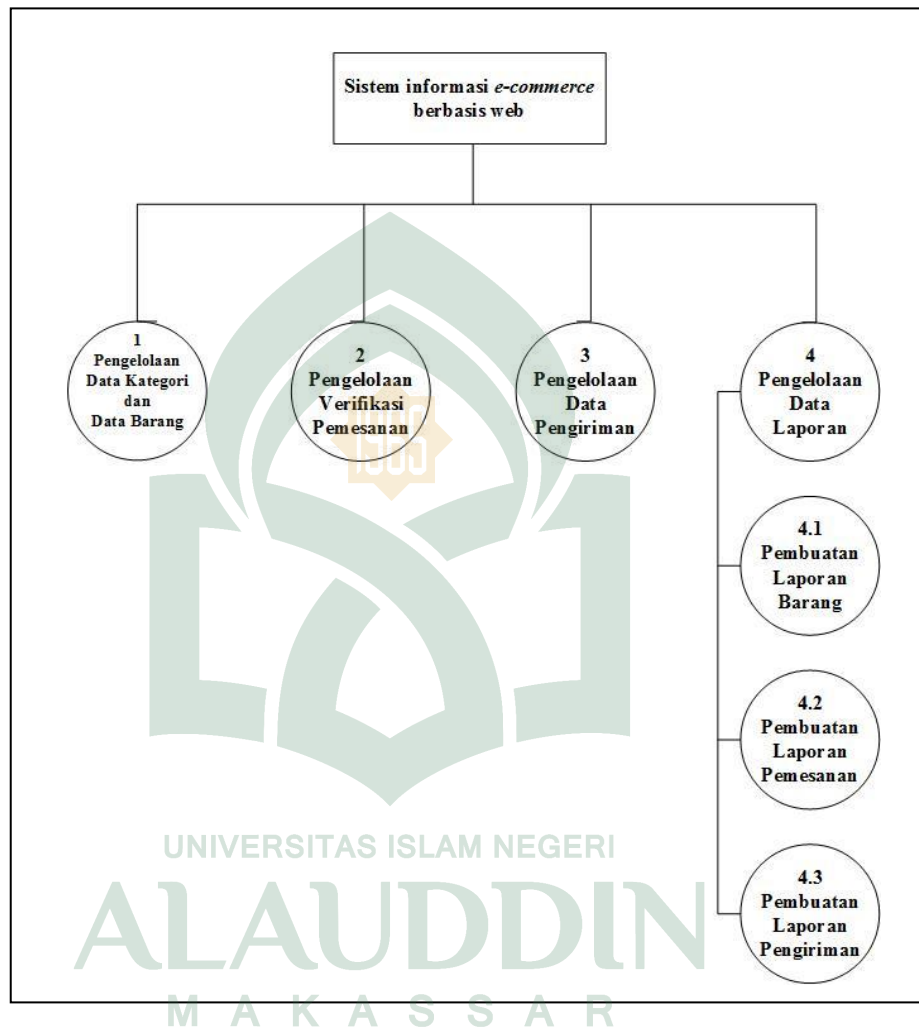 Sistem informasi e-commerce
berbasis web
1
Pengelolaan
Data Kategori
dan
Data Barang
2
Pengelolaan
Verifikasi
Pemesanan
3
Pengelolaan
Data
Pengiriman
4
Pengelolaan
Data
Laporan
4.1
Pembuatan
Laporan
Barang
4.2
Pembuatan
Laporan
Pemesanan
4.3
Pembuatan
Laporan
Pengiriman
1965
UNIVERSITAS ISLAM NEGERI
ALAUDDIN
MAKASSAR